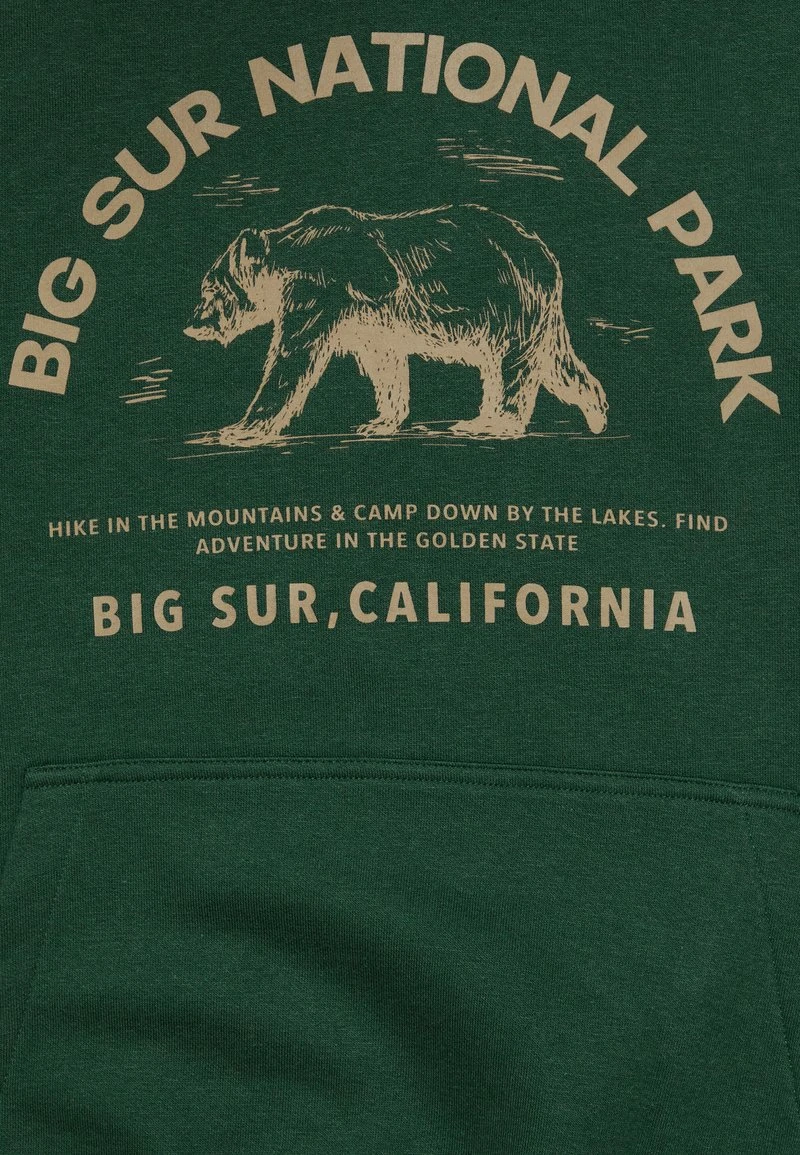 BIG SUR NATIONAL PARK
HIKE IN THE MOUNTAINS & CAMP DOWN BY THE LAKES. FIND
ADVENTURE IN THE GOLDEN STATE
BIG SUR, CALIFORNIA